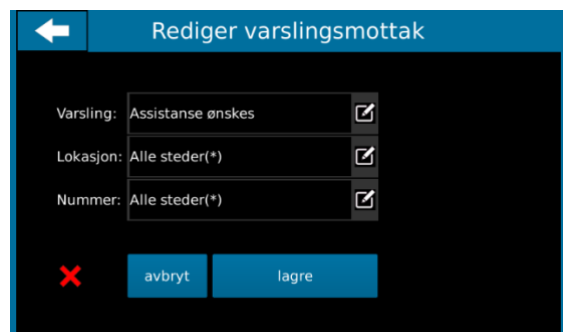 Rediger varslingsmottak
Varsling: Assistanse ønskes
Lokasjon: Alle steder(*)
Nummer: Alle steder(*)
avbryt lagre